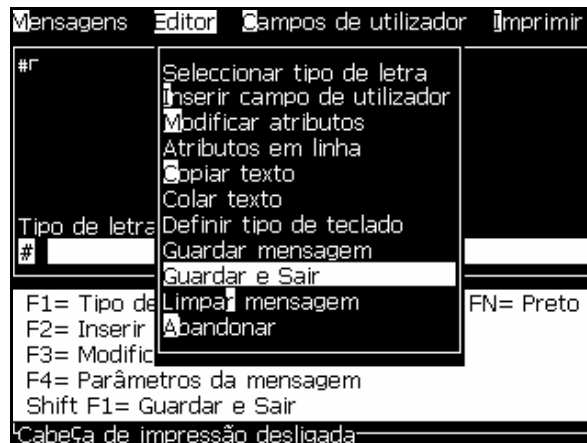 Mensagens Editor Campos de utilizador Imprimir
#
Seleccionar tipo de letra
Inserir campo de utilizador
Modificar atributos
Atributos em linha
Copiar texto
Colar texto
Definir tipo de teclado
Guardar mensagem
Guardar e Sair
Limpar mensagem
Abandonar
Tipo de letra
#
F1= Tipo de FN= Preto
F2= Inserir
F3= Modific
F4= Parâmetros da mensagem
Shift F1= Guardar e Sair
Cabeça de impressão desligada